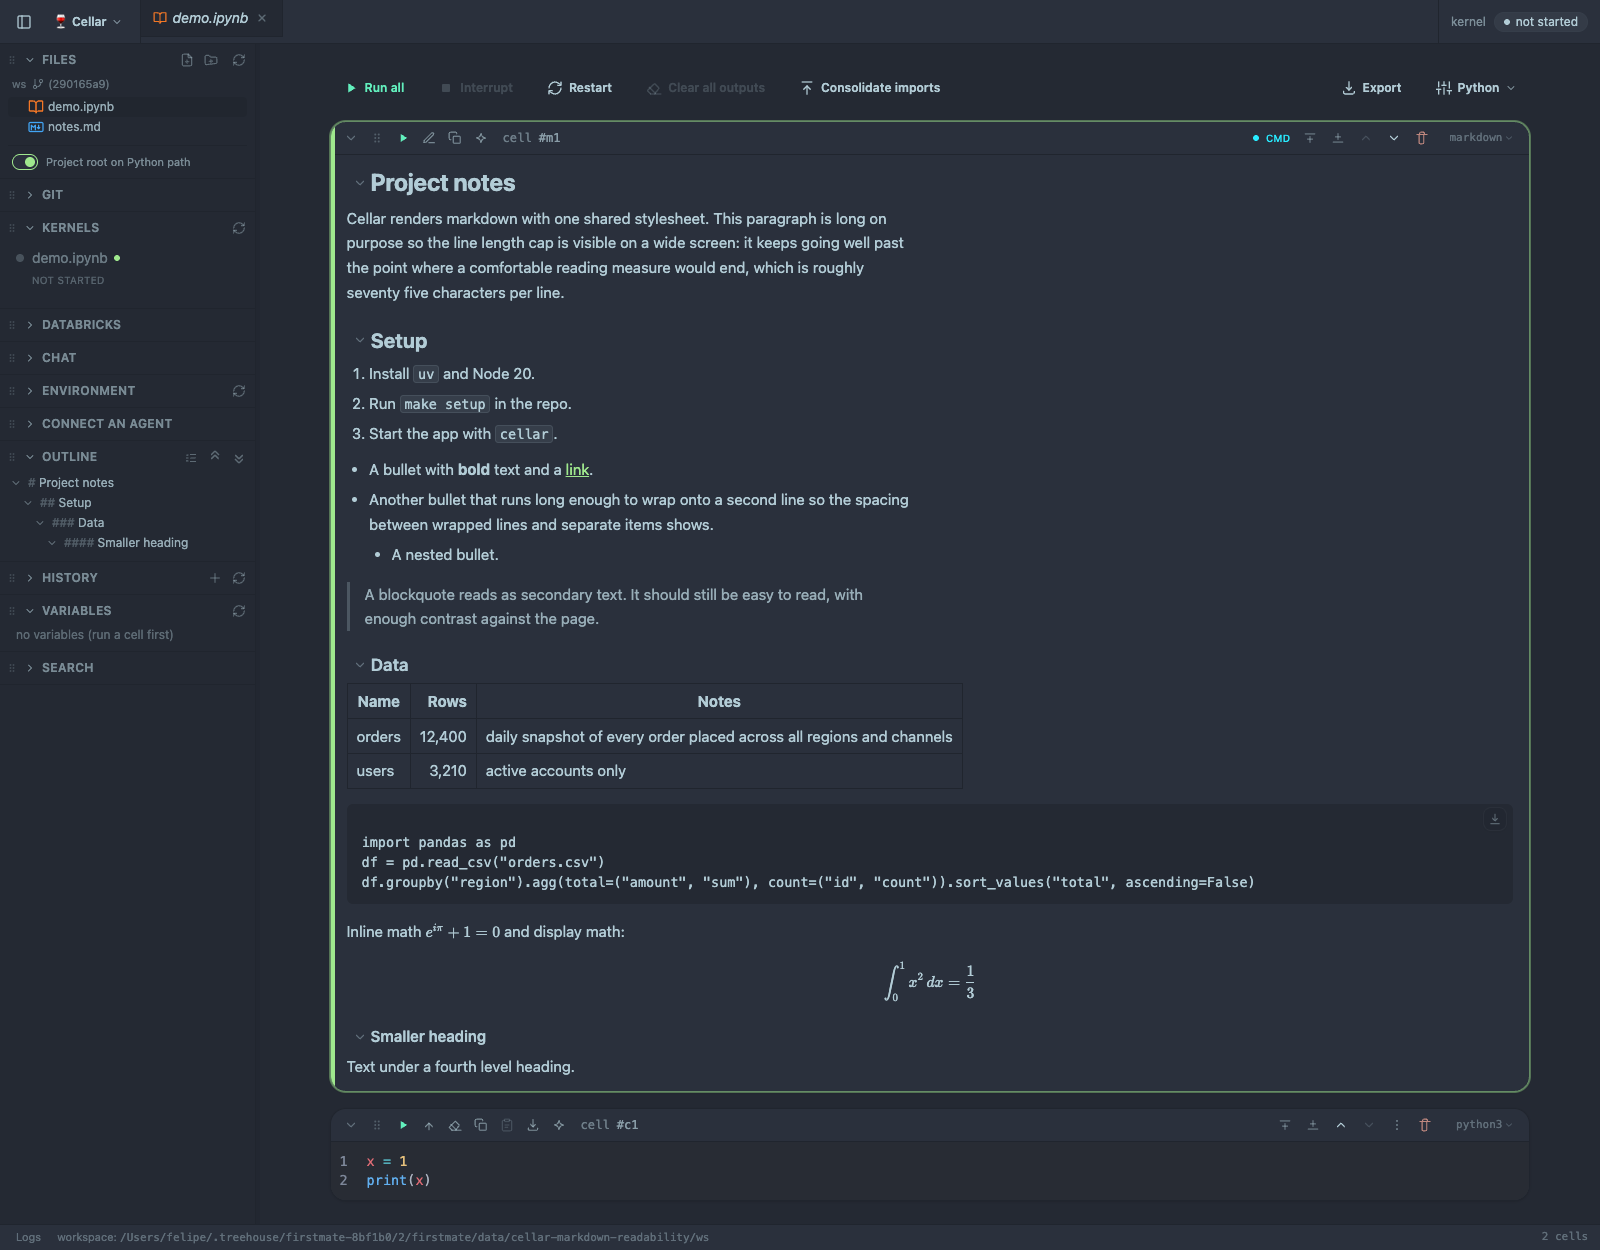 Cellar
demo.ipynb
kernel
not started
FILES
ws (290165a9)
demo.ipynb
notes.md
Project root on Python path
GIT
KERNELS
demo.ipynb
NOT STARTED
DATABRICKS
CHAT
ENVIRONMENT
CONNECT AN AGENT
OUTLINE
# Project notes
## Setup
### Data
#### Smaller heading
HISTORY
VARIABLES
no variables (run a cell first)
SEARCH
Run all
Interrupt
Restart
Clear all outputs
Consolidate imports
Export
Python
cell #m1
CMD
markdown
Project notes
Cellar renders markdown with one shared stylesheet. This paragraph is long on
purpose so the line length cap is visible on a wide screen: it keeps going well past
the point where a comfortable reading measure would end, which is roughly
seventy five characters per line.
Setup
1. Install uv and Node 20.
2. Run make setup in the repo.
3. Start the app with cellar.
• A bullet with bold text and a link.
• Another bullet that runs long enough to wrap onto a second line so the spacing
between wrapped lines and separate items shows.
• A nested bullet.
A blockquote reads as secondary text. It should still be easy to read, with
enough contrast against the page.
Data
Name Rows Notes
orders 12,400 daily snapshot of every order placed across all regions and channels
users 3,210 active accounts only
import pandas as pd
df = pd.read_csv("orders.csv")
df.groupby("region").agg(total=("amount", "sum"), count=("id", "count")).sort_values("total", ascending=False)
Inline math e^{iπ} + 1 = 0 and display math:
∫_0^1 x^2 dx = 1/3
Smaller heading
Text under a fourth level heading.
cell #c1
python3
1 x = 1
2 print(x)
Logs
workspace: /Users/felipe/.treehouse/firstmate-8bf1b0/2/firstmate/data/cellar-markdown-readability/ws
2 cells